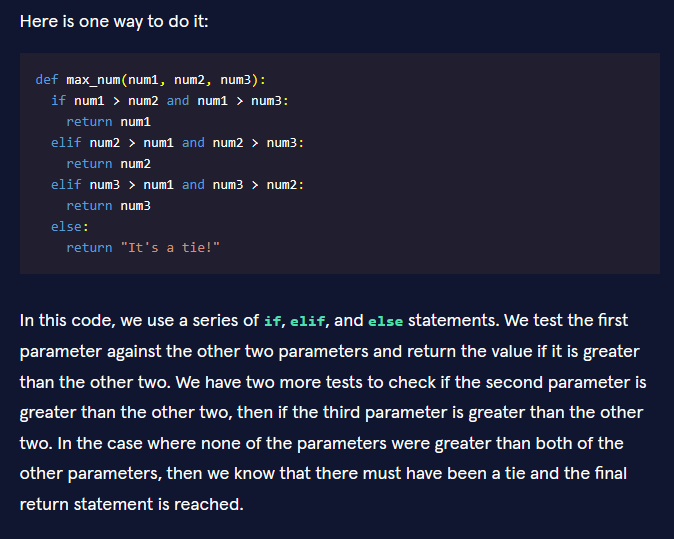 Here is one way to do it:
def max_num(num1, num2, num3):
  if num1 > num2 and num1 > num3:
    return num1
  elif num2 > num1 and num2 > num3:
    return num2
  elif num3 > num1 and num3 > num2:
    return num3
  else:
    return "It's a tie!"
In this code, we use a series of if, elif, and else statements. We test the first
parameter against the other two parameters and return the value if it is greater
than the other two. We have two more tests to check if the second parameter is
greater than the other two, then if the third parameter is greater than the other
two. In the case where none of the parameters were greater than both of the
other parameters, then we know that there must have been a tie and the final
return statement is reached.